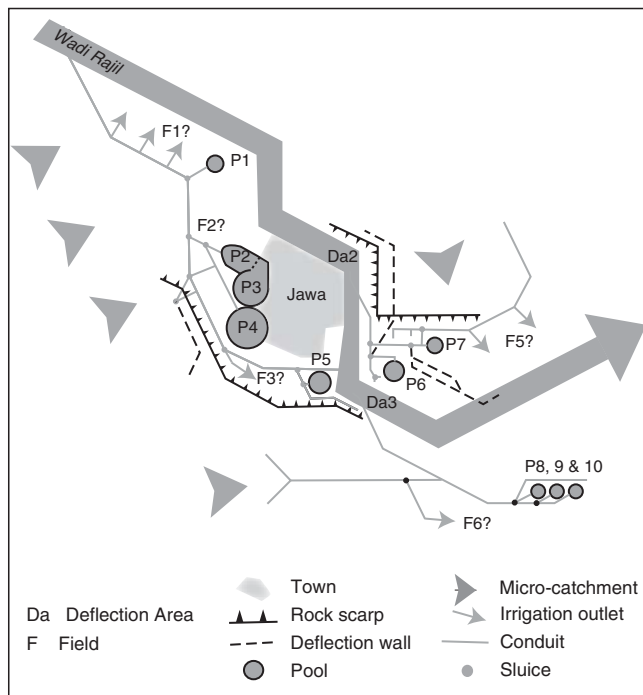 Wadi Rajil
F1?
P1
F2?
P2
Da2
P3
Jawa
P4
P7
F5?
P5
P6
F3?
Da3
P8, 9 & 10
F6?
Town
Micro-catchment
Da Deflection Area
Rock scarp
Irrigation outlet
F Field
Deflection wall
Conduit
Pool
Sluice